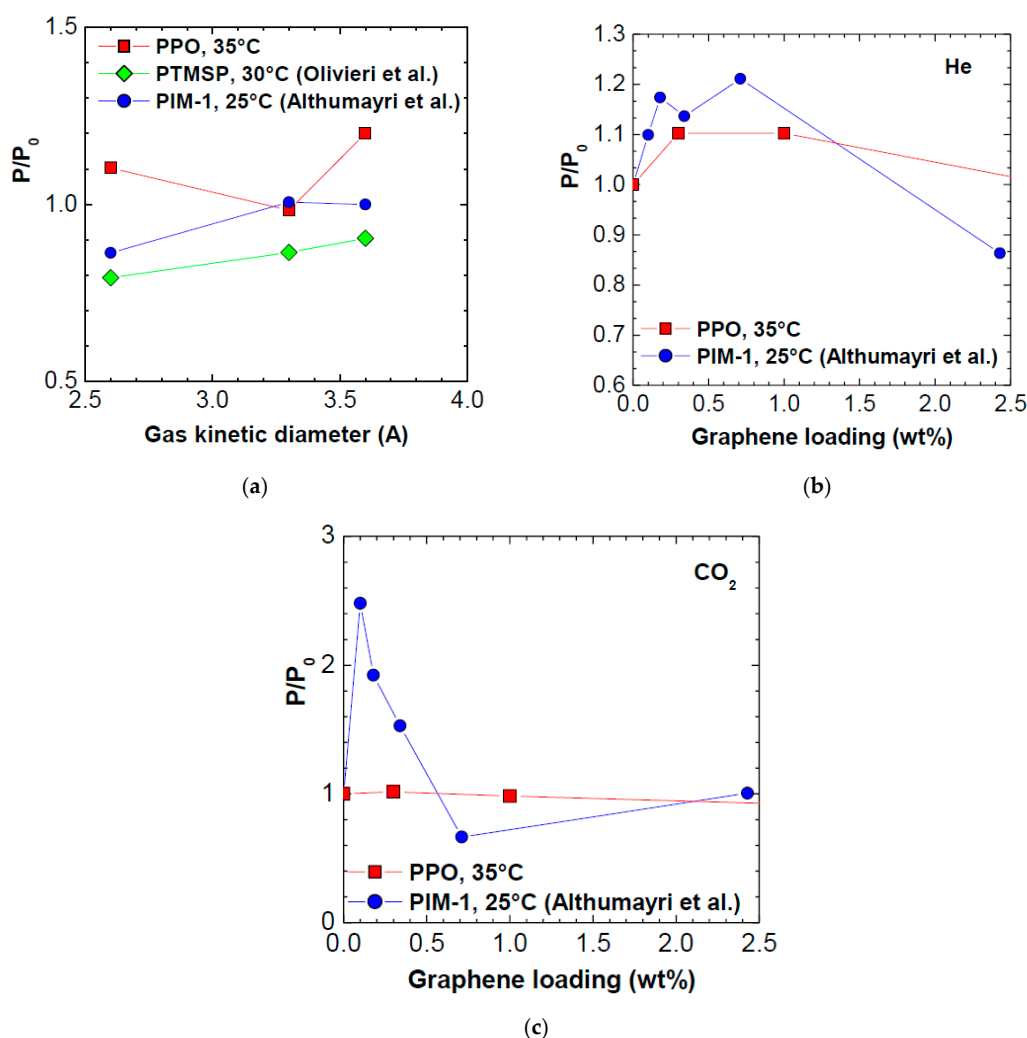 1.5
PPO, 35°C
PTMSP, 30°C (Olivieri et al.)
PIM-1, 25°C (Althumayri et al.)
P/P0
1.0
0.5
2.5 3.0 3.5 4.0
Gas kinetic diameter (A)
(a)
1.3
He
1.2
1.1
P/P0
1.0
0.9
0.8
0.7
PPO, 35°C
PIM-1, 25°C (Althumayri et al.)
0.6
0.0 0.5 1.0 1.5 2.0 2.5
Graphene loading (wt%)
(b)
3
CO2
2
P/P0
1
PPO, 35°C
PIM-1, 25°C (Althumayri et al.)
0
0.0 0.5 1.0 1.5 2.0 2.5
Graphene loading (wt%)
(c)